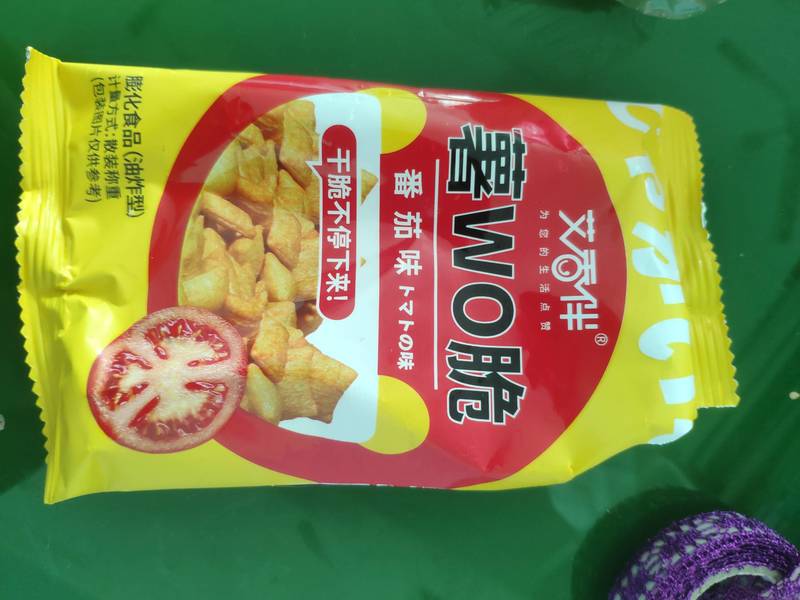 艾香伴®
为您的生活点赞
薯WO脆
番茄味トマトの味
干脆不停下来!
膨化食品(油炸型)
计量方式:散装称重
(包装图片仅供参考)